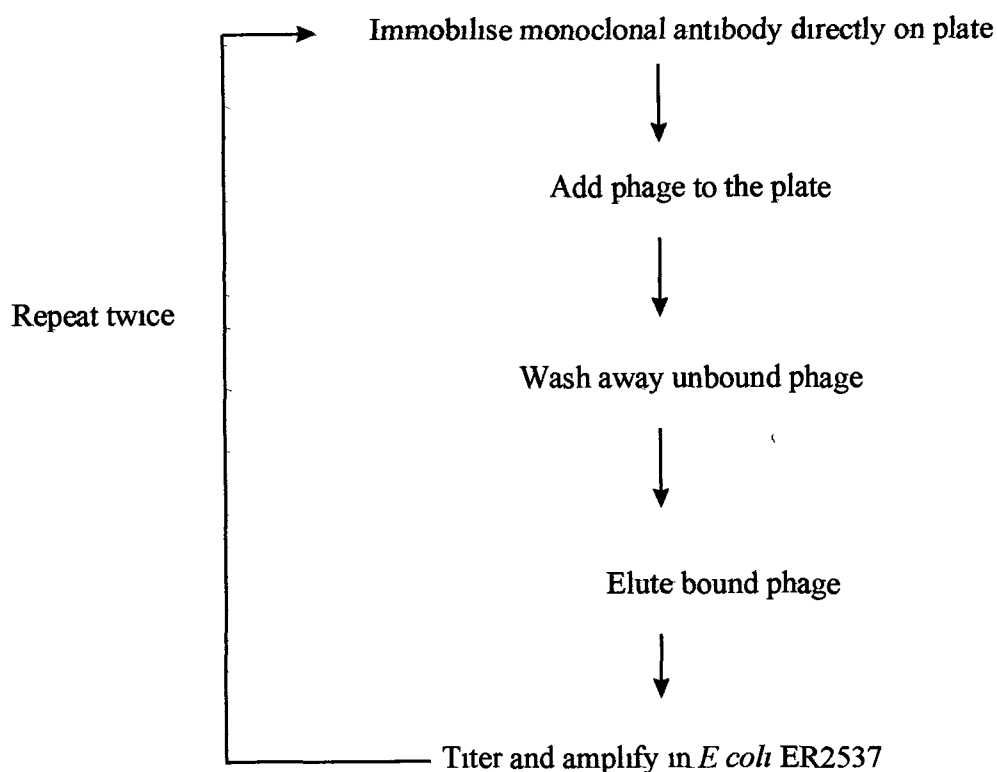 Immobilise monoclonal antibody directly on plate
Add phage to the plate
Repeat twice
Wash away unbound phage
Elute bound phage
Titer and amplify in E coli ER2537